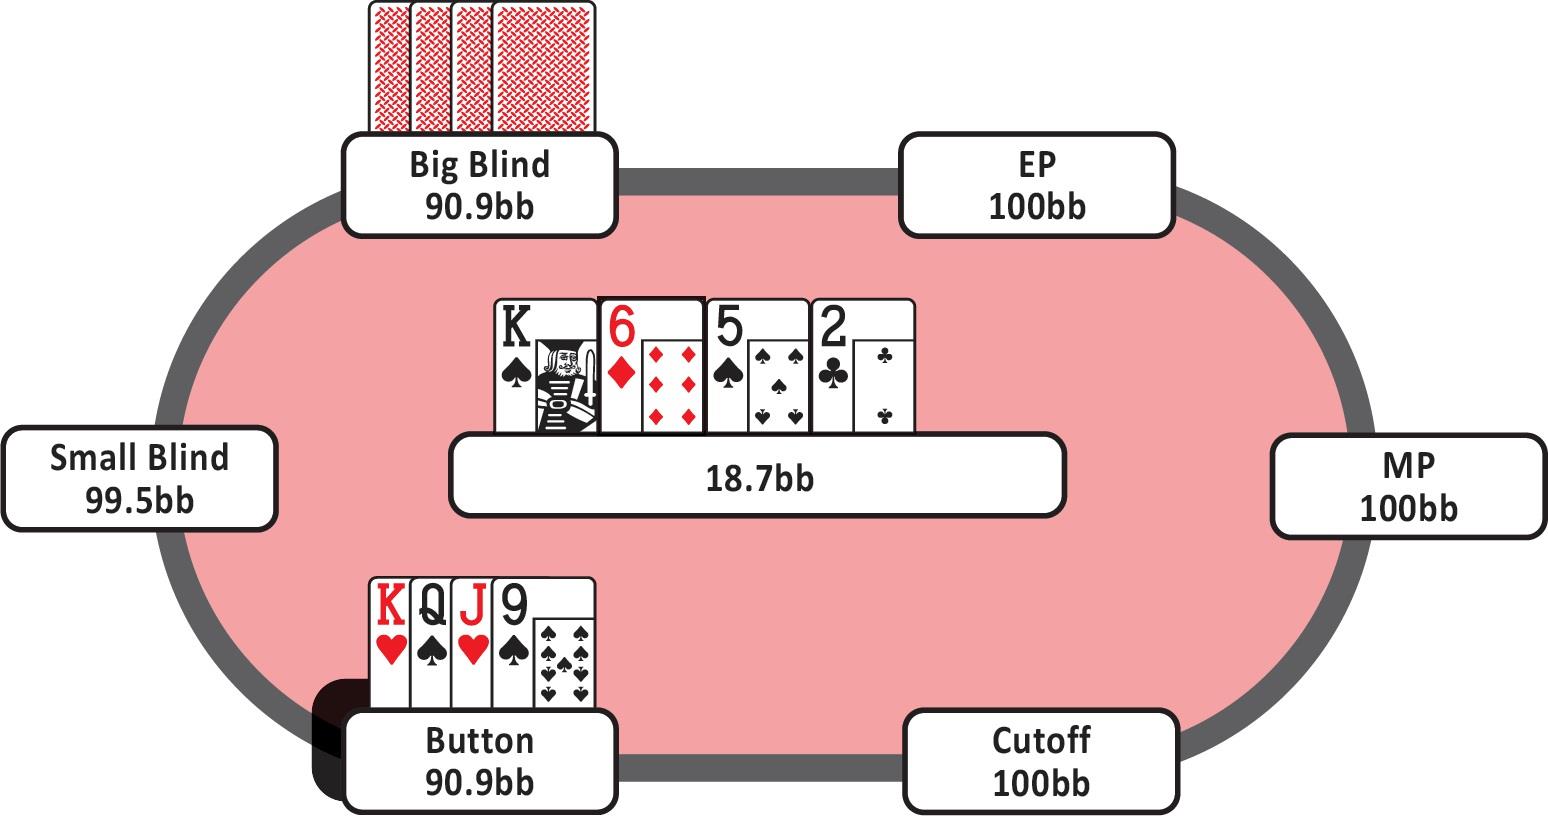 Big Blind
90.9bb
EP
100bb
K 6 5 2
Small Blind
99.5bb
18.7bb
MP
100bb
K Q J 9
Button
90.9bb
Cutoff
100bb